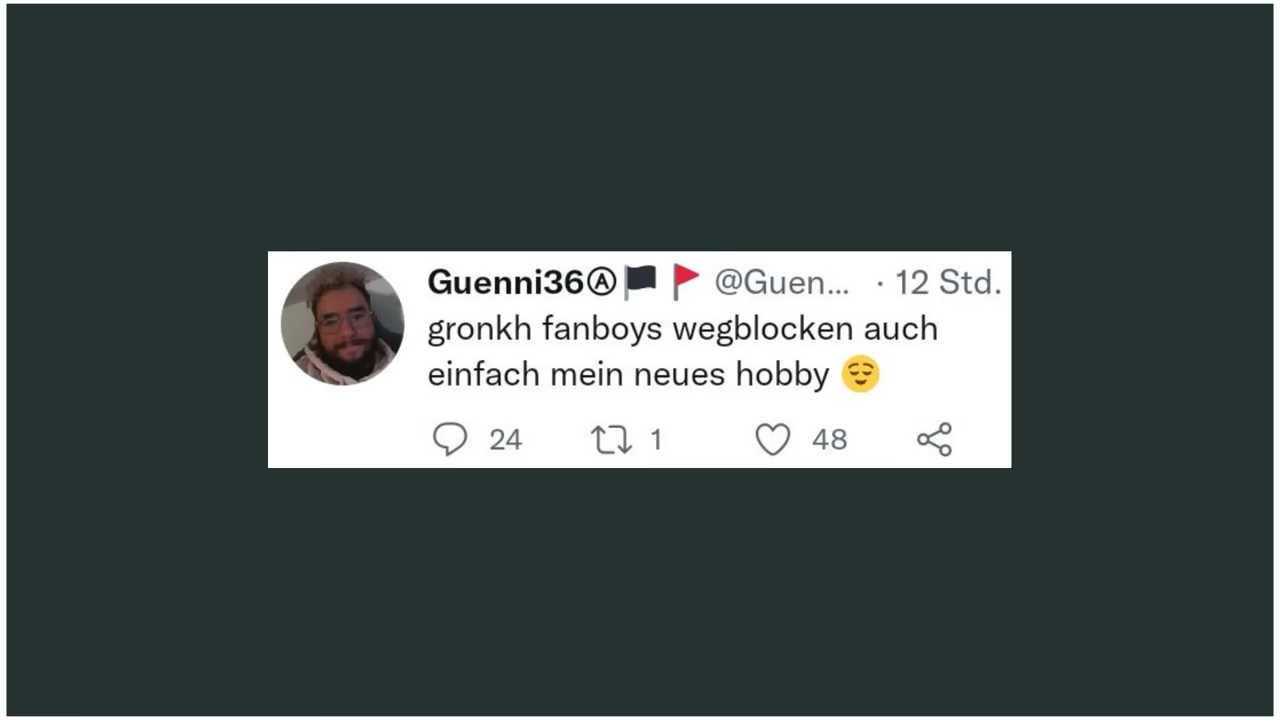 Guenni36Ⓐ🏴🚩 @Guen... · 12 Std.
gronkh fanboys wegblocken auch
einfach mein neues hobby 😌
24 1 48